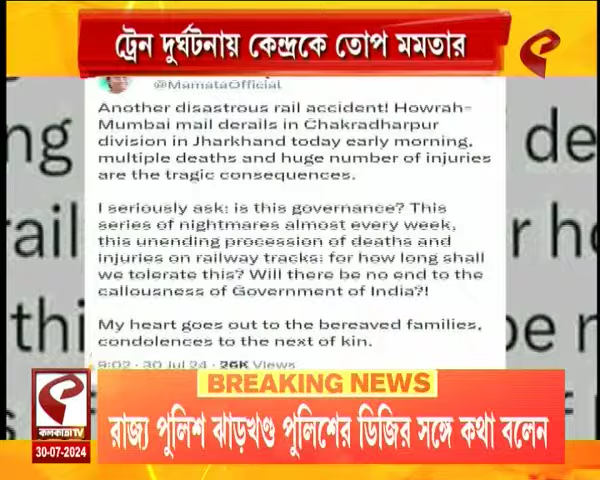 ট্রেন দুর্ঘটনায় কেন্দ্রকে তোপ মমতার
@MamataOfficial
Another disastrous rail accident! Howrah-
Mumbai mail derails in Chakradharpur
division in Jharkhand today early morning,
multiple deaths and huge number of injuries
are the tragic consequences.
I seriously ask: is this governance? This
series of nightmares almost every week,
this unending procession of deaths and
injuries on railway tracks: for how long shall
we tolerate this? Will there be no end to the
callousness of Government of India?!
My heart goes out to the bereaved families,
condolences to the next of kin.
9:02 · 30 Jul 24 · 26K Views
BREAKING NEWS
রাজ্য পুলিশ ঝাড়খণ্ড পুলিশের ডিজির সঙ্গে কথা বলেন
কলকাতা TV
30-07-2024